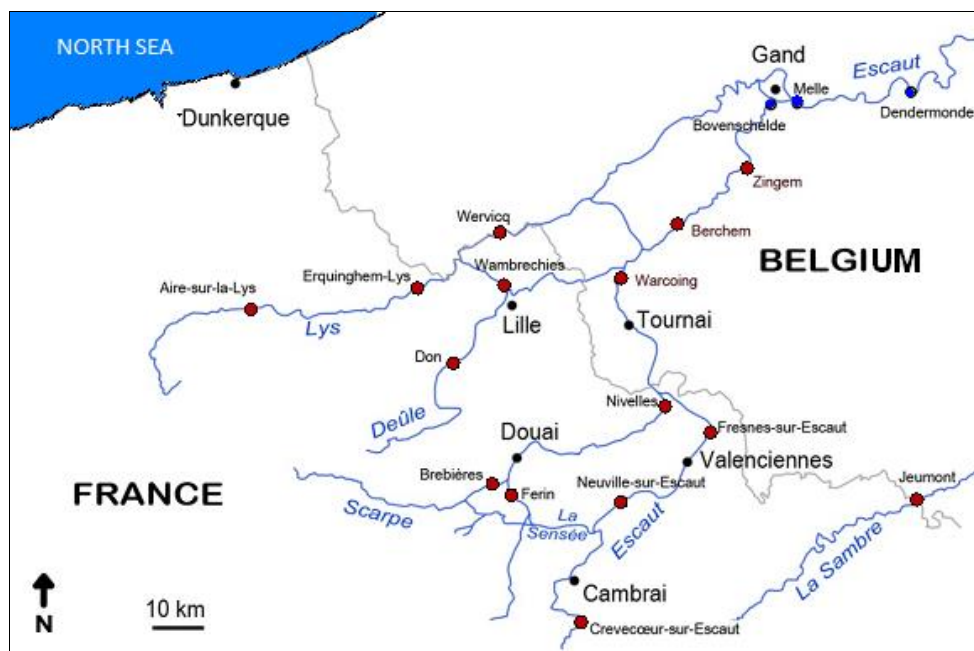 NORTH SEA
Gand
Escaut
Melle
Dunkerque
Bovenschelde
Dendermonde
Zingem
Wervicq
Berchem
BELGIUM
Wambrechies
Erquinghem-Lys
Warcoing
Aire-sur-la-Lys
Lys
Lille
Tournai
Don
Nivelles
Deûle
Douai
Fresnes-sur-Escaut
Valenciennes
Brebières
Neuville-sur-Escaut
FRANCE
Ferin
Jeumont
Scarpe
La
Sensée
Escaut
La Sambre
Cambrai
10 km
N
Crevecœur-sur-Escaut